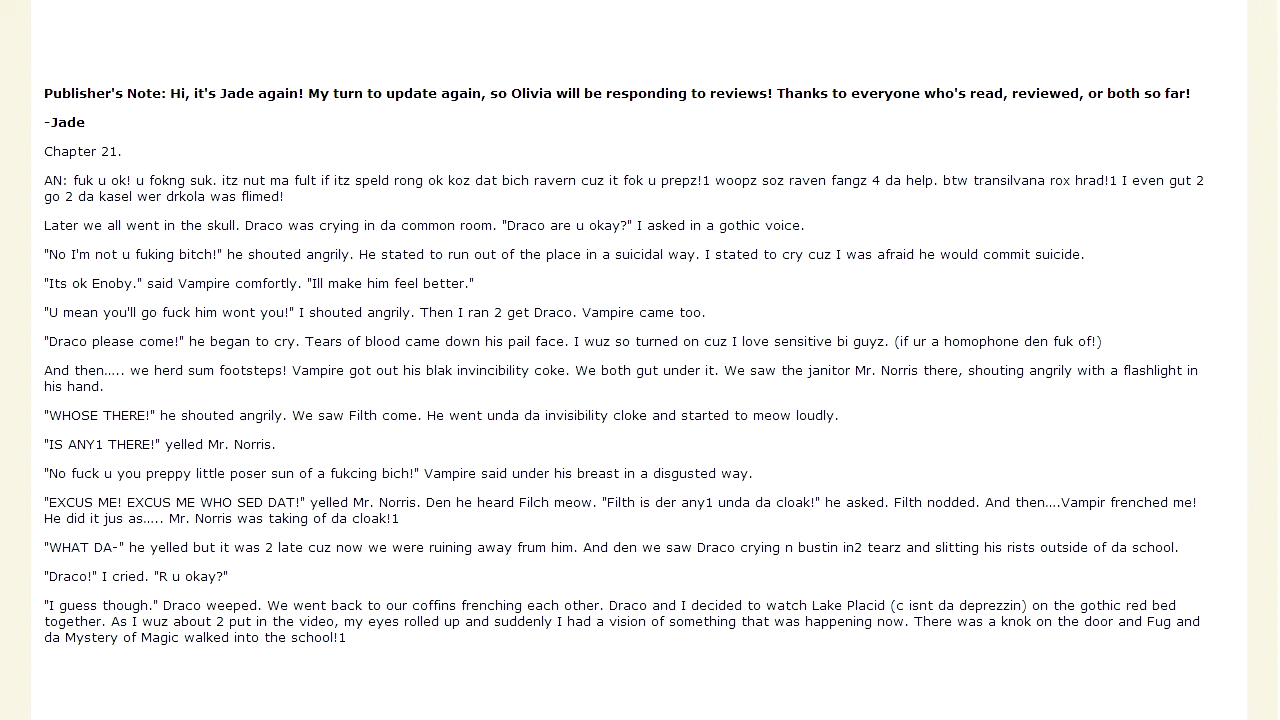 Publisher's Note: Hi, it's Jade again! My turn to update again, so Olivia will be responding to reviews! Thanks to everyone who's read, reviewed, or both so far!
-Jade
Chapter 21.
AN: fuk u ok! u fokng suk. itz nut ma fult if itz speld rong ok koz dat bich ravern cuz it fok u prepz!1 woopz soz raven fangz 4 da help. btw transilvana rox hrad!1 I even gut 2
go 2 da kasel wer drkola was flimed!
Later we all went in the skull. Draco was crying in da common room. "Draco are u okay?" I asked in a gothic voice.
"No I'm not u fuking bitch!" he shouted angrily. He stated to run out of the place in a suicidal way. I stated to cry cuz I was afraid he would commit suicide.
"Its ok Enoby." said Vampire comfortly. "Ill make him feel better."
"U mean you'll go fuck him wont you!" I shouted angrily. Then I ran 2 get Draco. Vampire came too.
"Draco please come!" he began to cry. Tears of blood came down his pail face. I wuz so turned on cuz I love sensitive bi guyz. (if ur a homophone den fuk of!)
And then..... we herd sum footsteps! Vampire got out his blak invincibility coke. We both gut under it. We saw the janitor Mr. Norris there, shouting angrily with a flashlight in
his hand.
"WHOSE THERE!" he shouted angrily. We saw Filth come. He went unda da invisibility cloke and started to meow loudly.
"IS ANY1 THERE!" yelled Mr. Norris.
"No fuck u you preppy little poser sun of a fukcing bich!" Vampire said under his breast in a disgusted way.
"EXCUS ME! EXCUS ME WHO SED DAT!" yelled Mr. Norris. Den he heard Filch meow. "Filth is der any1 unda da cloak!" he asked. Filth nodded. And then....Vampir frenched me!
He did it jus as..... Mr. Norris was taking of da cloak!1
"WHAT DA-" he yelled but it was 2 late cuz now we were ruining away frum him. And den we saw Draco crying n bustin in2 tearz and slitting his rists outside of da school.
"Draco!" I cried. "R u okay?"
"I guess though." Draco weeped. We went back to our coffins frenching each other. Draco and I decided to watch Lake Placid (c isnt da deprezzin) on the gothic red bed
together. As I wuz about 2 put in the video, my eyes rolled up and suddenly I had a vision of something that was happening now. There was a knok on the door and Fug and
da Mystery of Magic walked into the school!1